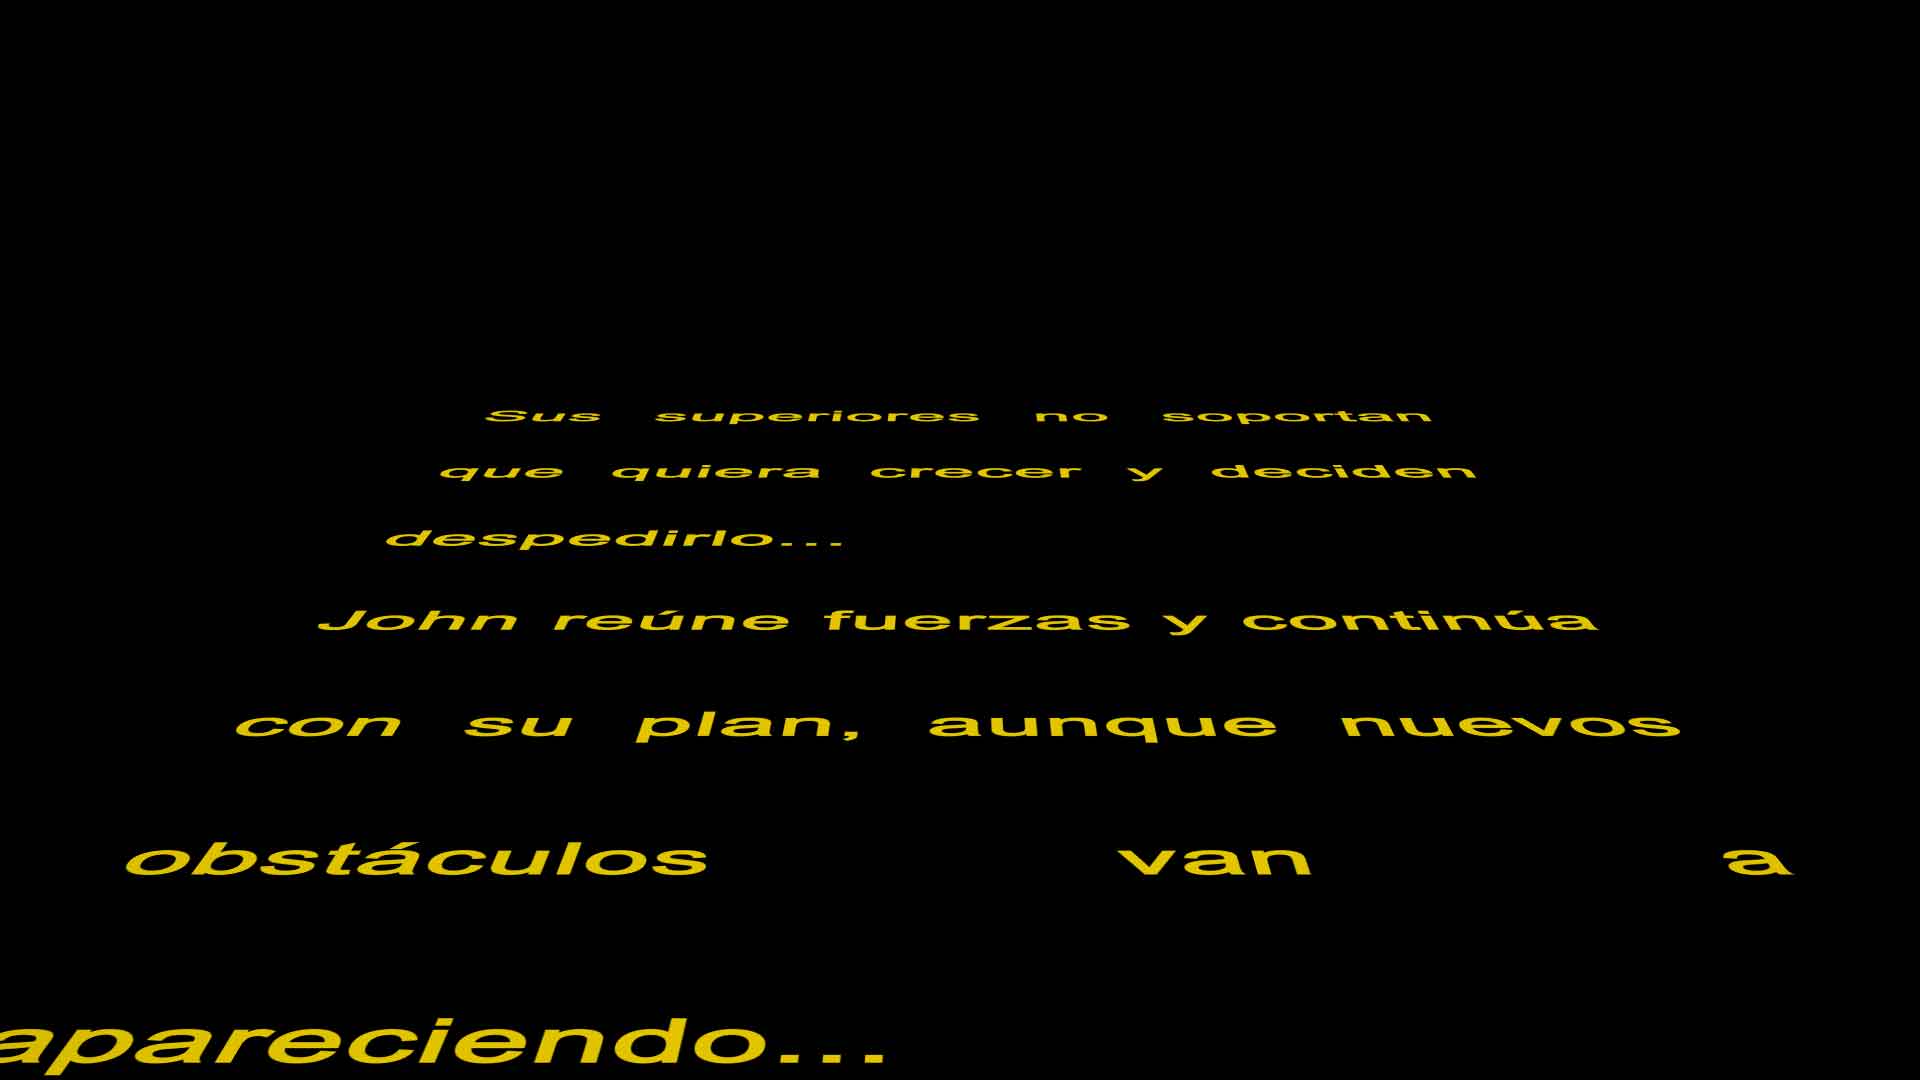 Sus superiores no soportan
que quiera crecer y deciden
despedirlo...
John reúne fuerzas y continúa
con su plan, aunque nuevos
obstáculos van a
apareciendo...